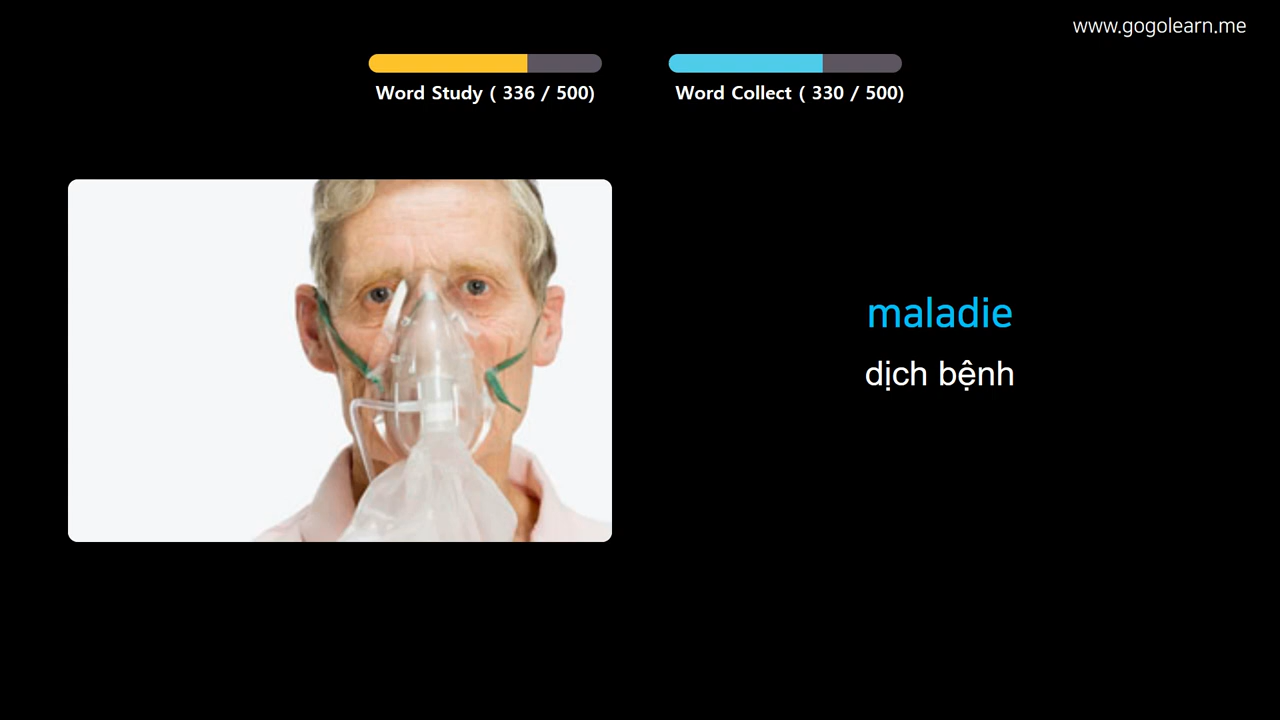 www.gogolearn.me
Word Study ( 336 / 500)
Word Collect ( 330 / 500)
maladie
dịch bệnh